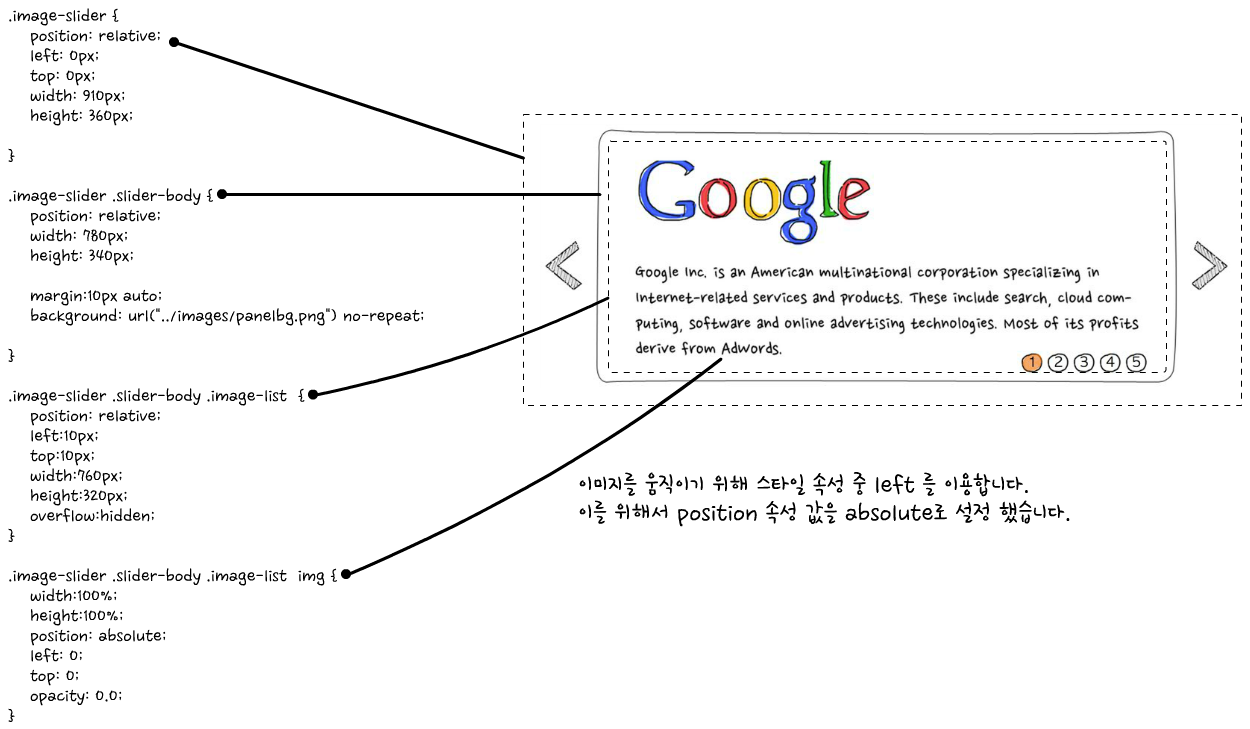 .image-slider {
position: relative;
left: 0px;
top: 0px;
width: 910px;
height: 360px;
}
.image-slider .slider-body {
position: relative;
width: 780px;
height: 340px;
margin:10px auto;
background: url("../images/panelbg.png") no-repeat;
}
.image-slider .slider-body .image-list {
position: relative;
left:10px;
top:10px;
width:760px;
height:320px;
overflow:hidden;
}
.image-slider .slider-body .image-list img {
width:100%;
height:100%;
position: absolute;
left: 0;
top: 0;
opacity: 0.0;
}
Google
Google Inc. is an American multinational corporation specializing in
Internet-related services and products. These include search, cloud com-
puting, software and online advertising technologies. Most of its profits
derive from AdWords.
1 2 3 4 5
이미지를 움직이기 위해 스타일 속성 중 left 를 이용합니다.
이를 위해서 position 속성 값을 absolute로 설정 했습니다.